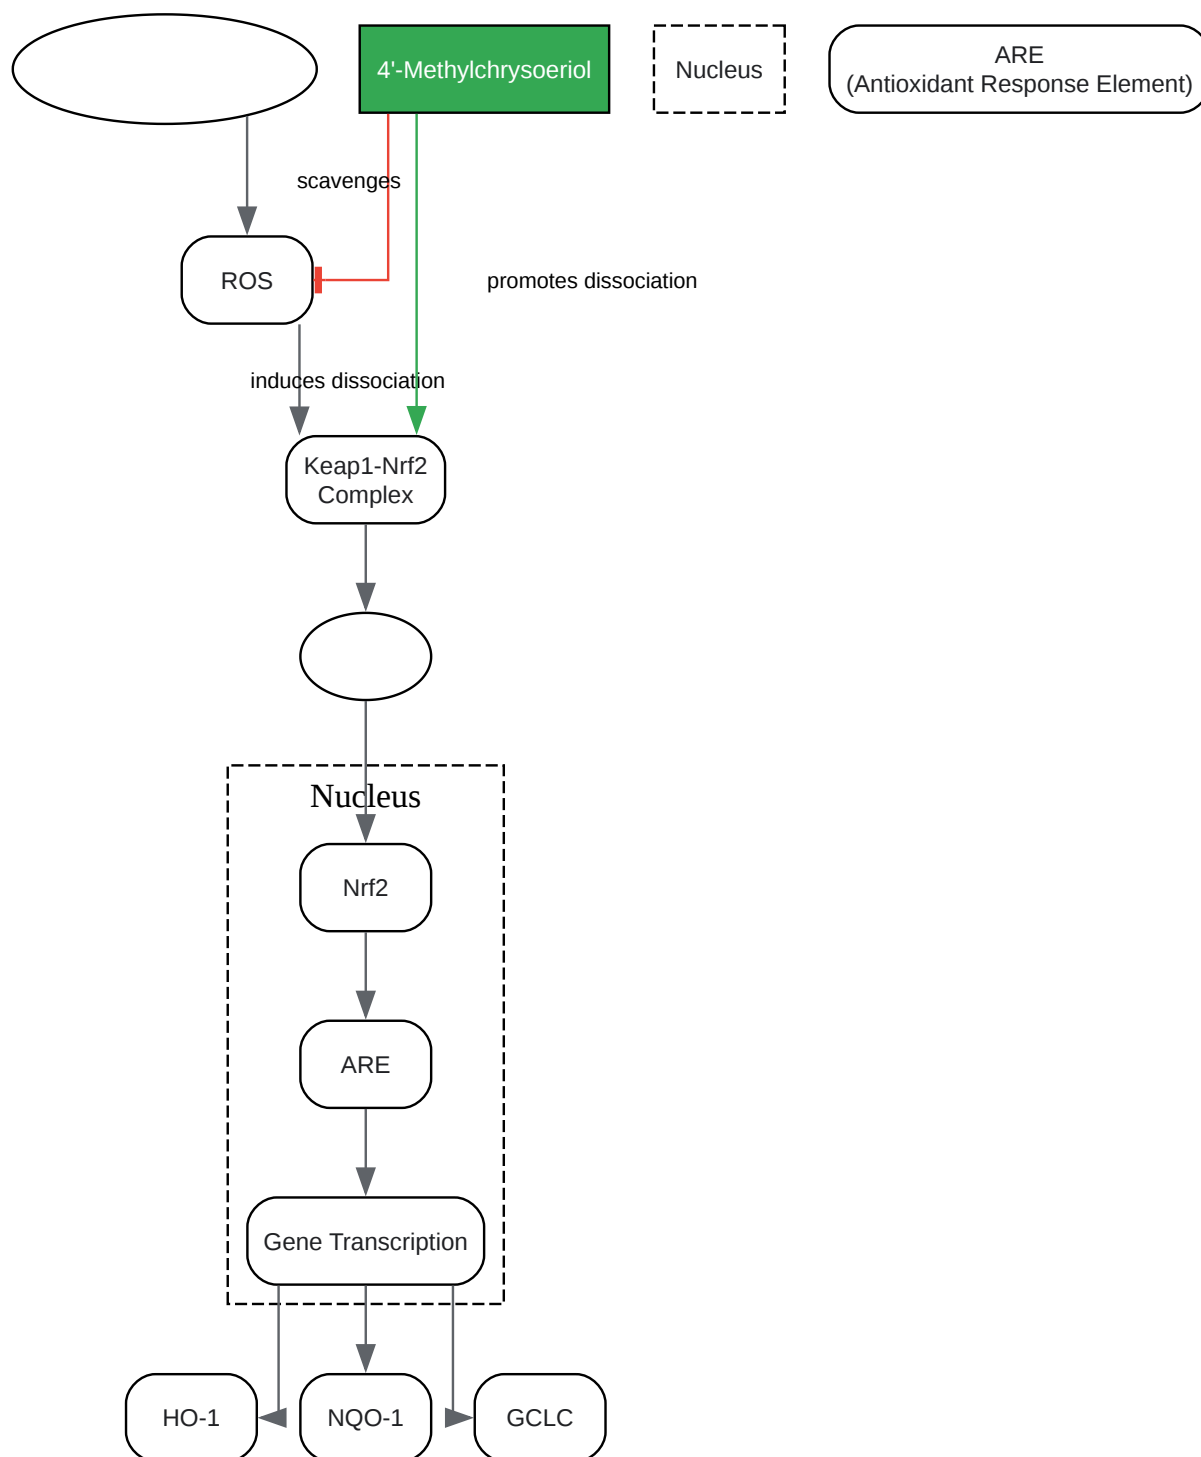 4'-Methylchrysoeriol
Nucleus
ARE
(Antioxidant Response Element)
scavenges
ROS
promotes dissociation
induces dissociation
Keap1-Nrf2
Complex
Nucleus
Nrf2
ARE
Gene Transcription
HO-1
NQO-1
GCLC